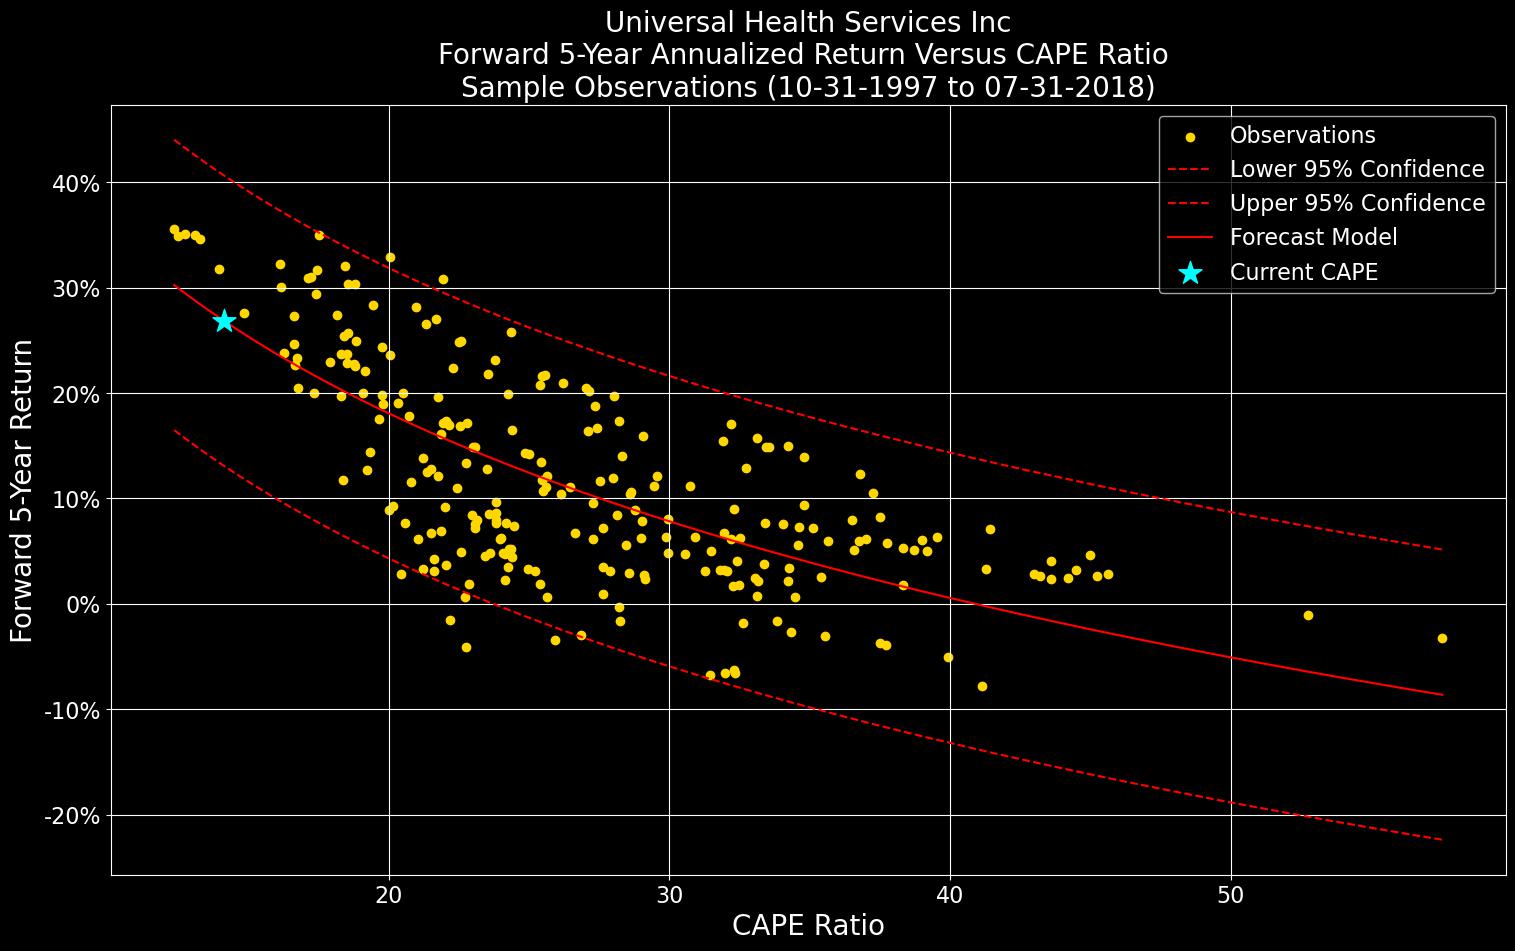 Universal Health Services Inc
Forward 5-Year Annualized Return Versus CAPE Ratio
Sample Observations (10-31-1997 to 07-31-2018)
Observations
Lower 95% Confidence
Upper 95% Confidence
Forecast Model
Current CAPE
Forward 5-Year Return
40%
30%
20%
10%
0%
-10%
-20%
20 30 40 50
CAPE Ratio